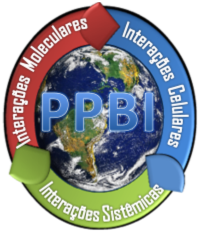 Interações Moleculares
Interações Celulares
PPBI
Interações Sistêmicas